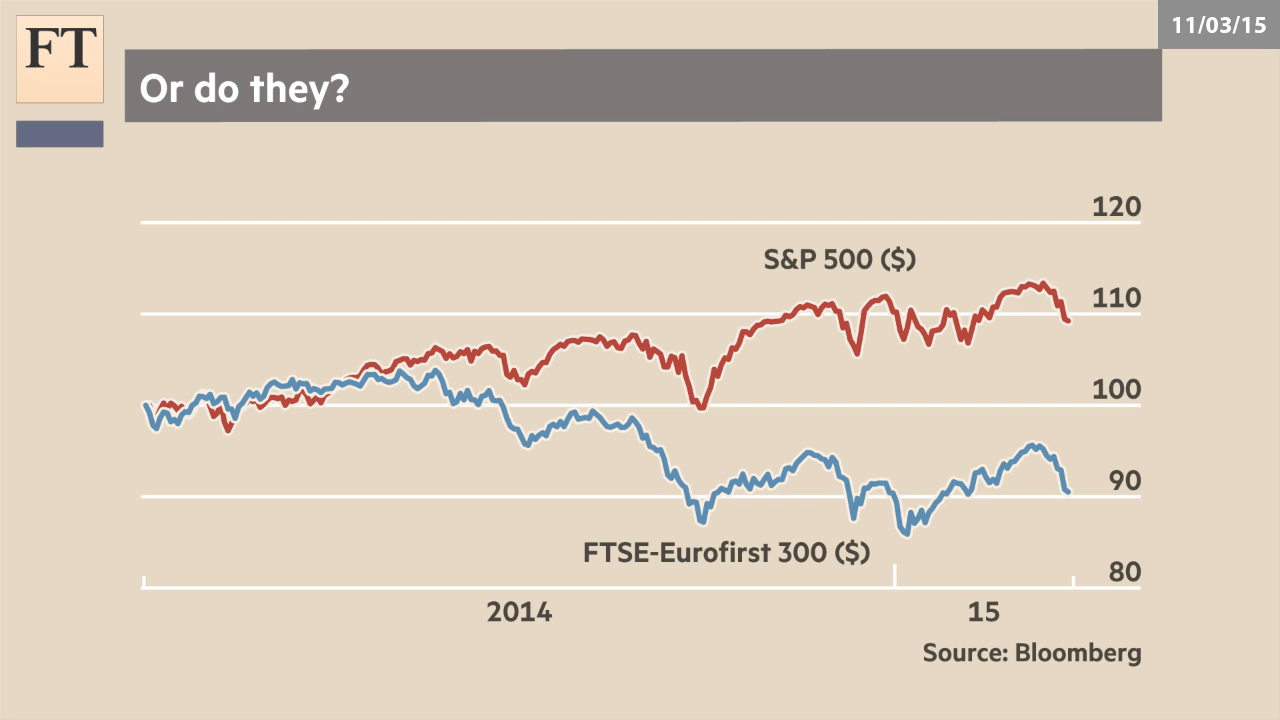 FT
11/03/15
Or do they?
120
S&P 500 ($)
110
100
90
FTSE-Eurofirst 300 ($)
80
2014
15
Source: Bloomberg